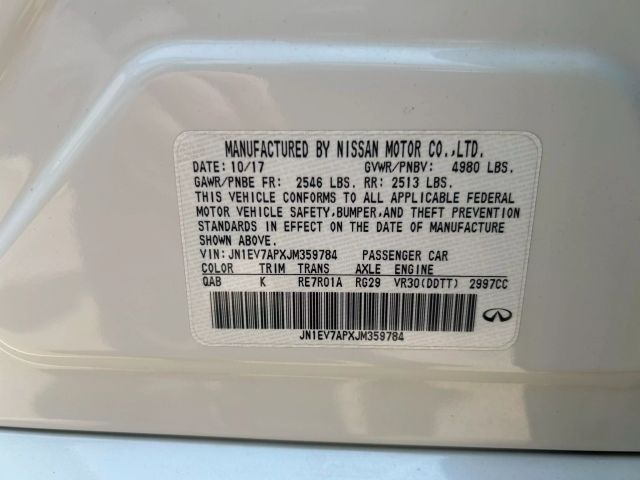 MANUFACTURED BY NISSAN MOTOR CO.,LTD.
DATE: 10/17 GVWR/PNBV: 4980 LBS.
GAWR/PNBE FR: 2546 LBS. RR: 2513 LBS.
THIS VEHICLE CONFORMS TO ALL APPLICABLE FEDERAL
MOTOR VEHICLE SAFETY,BUMPER,AND THEFT PREVENTION
STANDARDS IN EFFECT ON THE DATE OF MANUFACTURE
SHOWN ABOVE.
VIN: JN1EV7APXJM359784 PASSENGER CAR
COLOR TRIM TRANS AXLE ENGINE
QAB K RE7R01A RG29 VR30(DDTT) 2997CC
JN1EV7APXJM359784